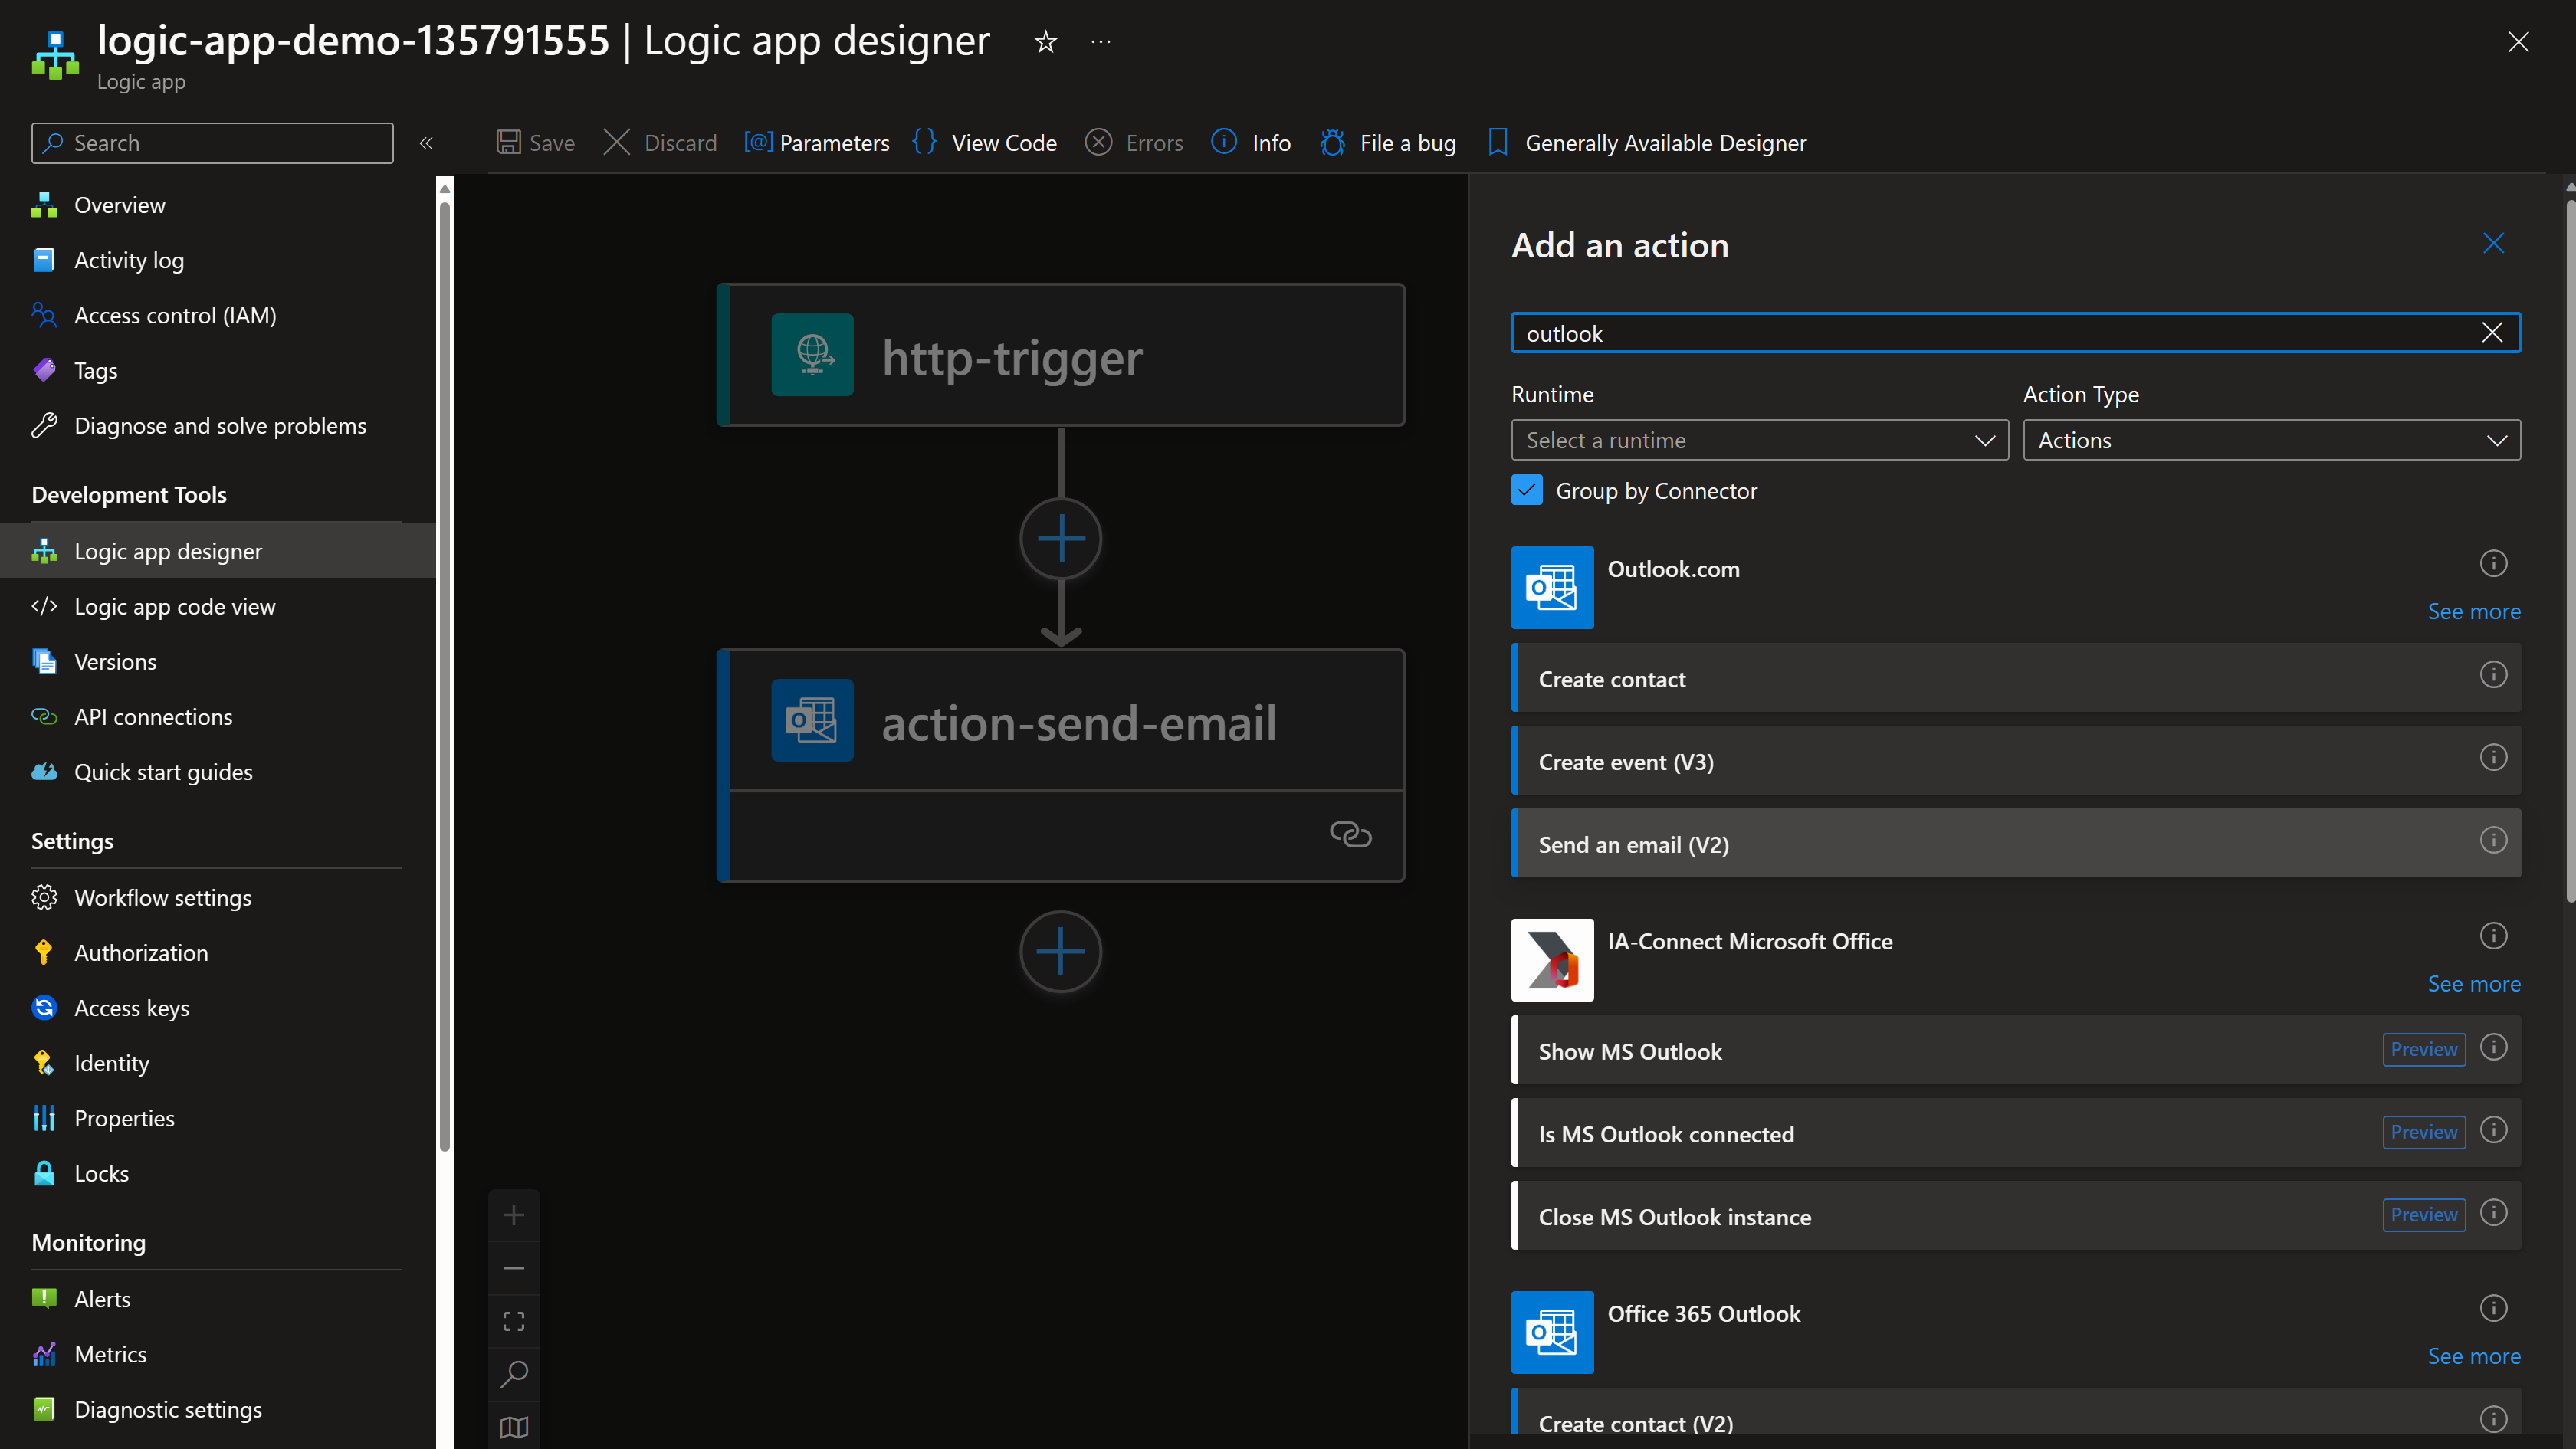 logic-app-demo-135791555 | Logic app designer
Logic app
Search
Save
Discard
[@] Parameters
{} View Code
Errors
Info
File a bug
Generally Available Designer
Overview
Activity log
Access control (IAM)
Tags
Diagnose and solve problems
Development Tools
Logic app designer
Logic app code view
Versions
API connections
Quick start guides
Settings
Workflow settings
Authorization
Access keys
Identity
Properties
Locks
Monitoring
Alerts
Metrics
Diagnostic settings
http-trigger
action-send-email
Add an action
outlook
Runtime
Action Type
Select a runtime
Actions
Group by Connector
Outlook.com
See more
Create contact
Create event (V3)
Send an email (V2)
IA-Connect Microsoft Office
See more
Show MS Outlook
Preview
Is MS Outlook connected
Preview
Close MS Outlook instance
Preview
Office 365 Outlook
See more
Create contact (V2)